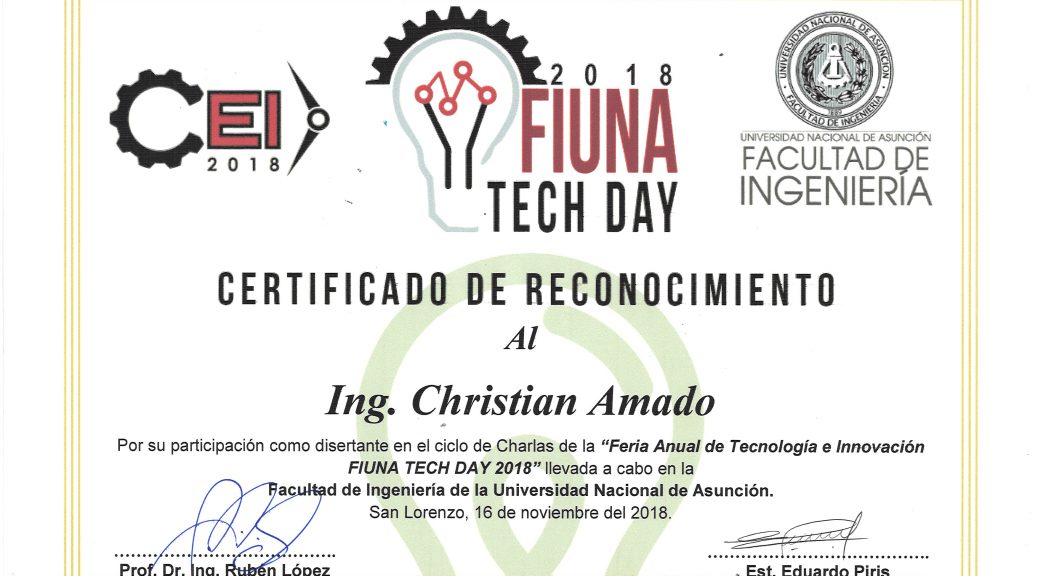 CEI
2018
2018
FIUNA
TECH DAY
UNIVERSIDAD NACIONAL DE ASUNCION
FACULTAD DE INGENIERIA
UNIVERSIDAD NACIONAL DE ASUNCIÓN
FACULTAD DE
INGENIERÍA
CERTIFICADO DE RECONOCIMIENTO
Al
Ing. Christian Amado
Por su participación como disertante en el ciclo de Charlas de la “Feria Anual de Tecnología e Innovación
FIUNA TECH DAY 2018” llevada a cabo en la
Facultad de Ingeniería de la Universidad Nacional de Asunción.
San Lorenzo, 16 de noviembre del 2018.
Prof. Dr. Ing. Rubén López
Est. Eduardo Piris